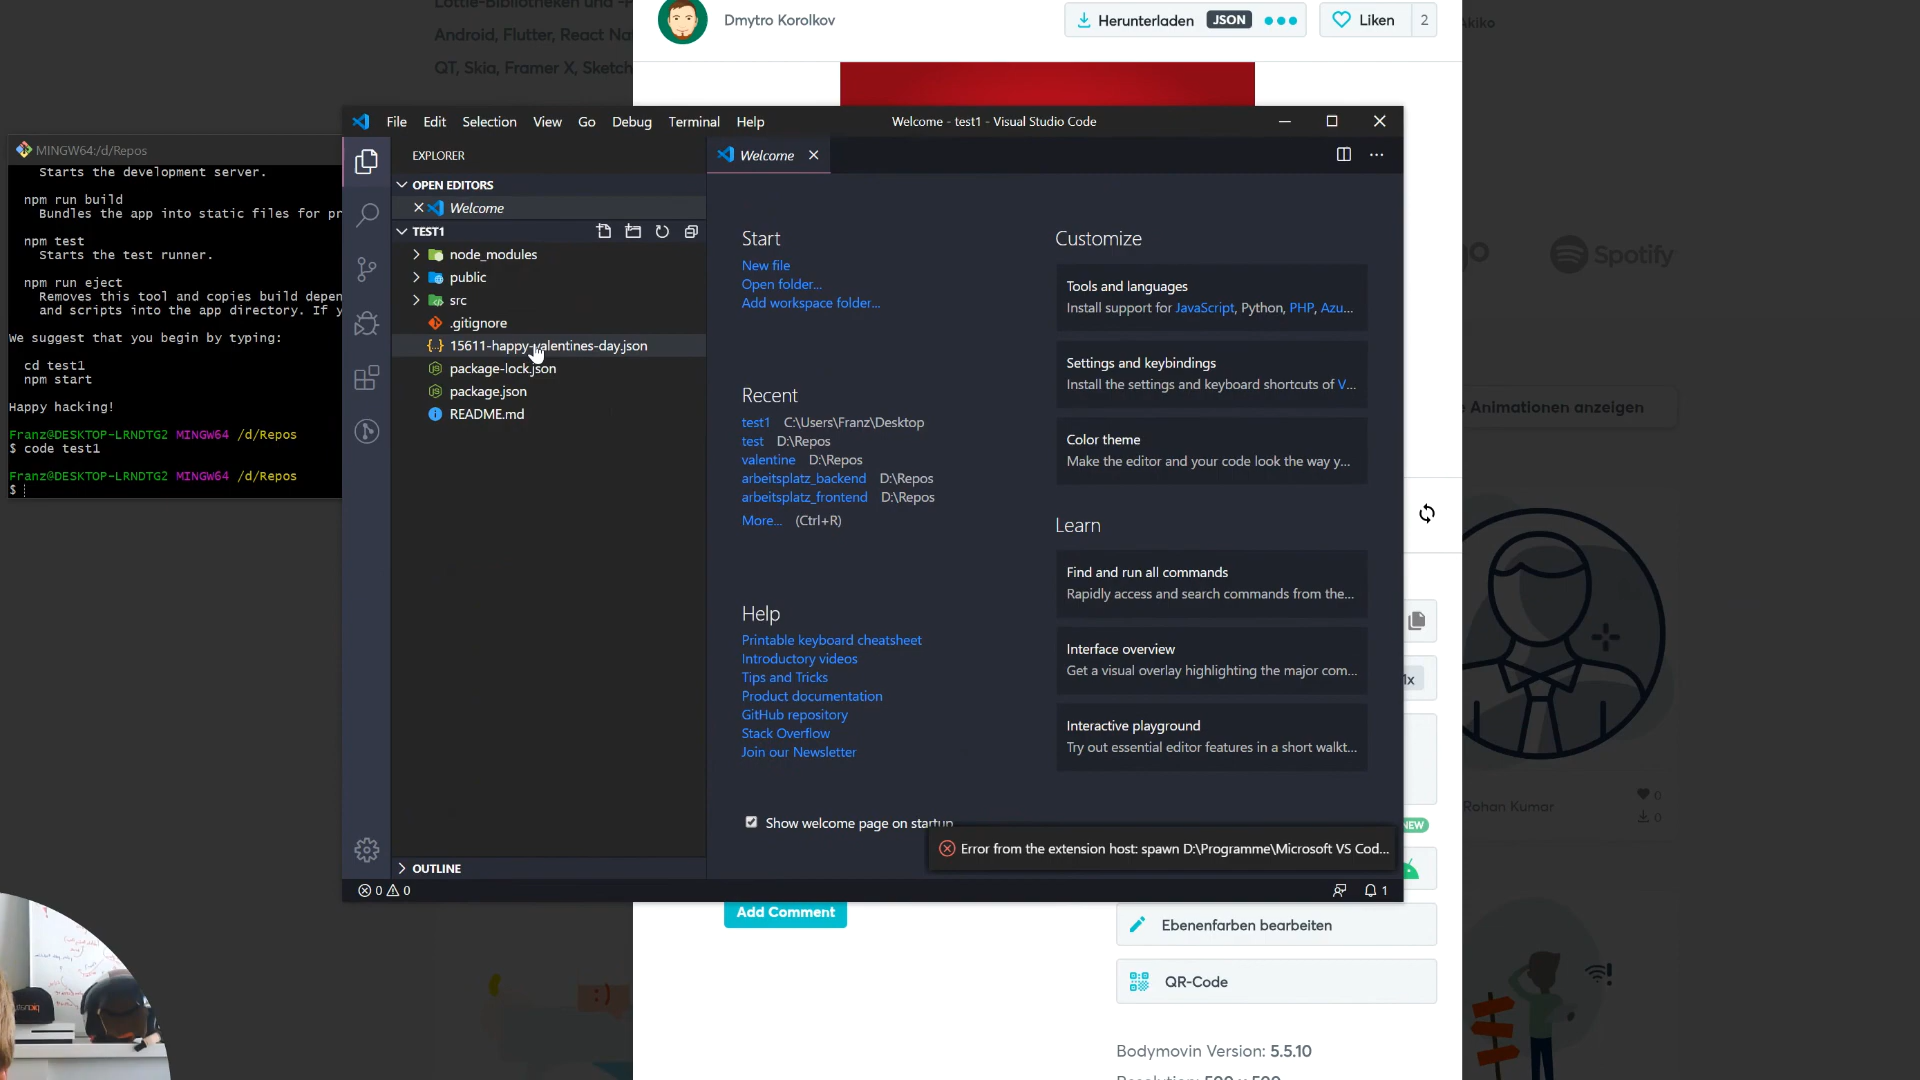 Lottie-Bibliotheken und -P
Android, Flutter, React Na
QT, Skia, Framer X, Sketch
Dmytro Korolkov
Herunterladen JSON
Liken 2
Akiko
Spotify
e Animationen anzeigen
MINGW64:/d/Repos
Starts the development server.
npm run build
Bundles the app into static files for pr
npm test
Starts the test runner.
npm run eject
Removes this tool and copies build depen
and scripts into the app directory. If y
We suggest that you begin by typing:
cd test1
npm start
Happy hacking!
Franz@DESKTOP-LRNDTG2 MINGW64 /d/Repos
$ code test1
Franz@DESKTOP-LRNDTG2 MINGW64 /d/Repos
$
File Edit Selection View Go Debug Terminal Help
Welcome - test1 - Visual Studio Code
EXPLORER
OPEN EDITORS
Welcome
TEST1
node_modules
public
src
.gitignore
15611-happy-valentines-day.json
package-lock.json
package.json
README.md
OUTLINE
0 0
Welcome
Start
New file
Open folder...
Add workspace folder...
Recent
test1 C:\Users\Franz\Desktop
test D:\Repos
valentine D:\Repos
arbeitsplatz_backend D:\Repos
arbeitsplatz_frontend D:\Repos
More... (Ctrl+R)
Help
Printable keyboard cheatsheet
Introductory videos
Tips and Tricks
Product documentation
GitHub repository
Stack Overflow
Join our Newsletter
Show welcome page on startup
Customize
Tools and languages
Install support for JavaScript, Python, PHP, Azu...
Settings and keybindings
Install the settings and keyboard shortcuts of V...
Color theme
Make the editor and your code look the way y...
Learn
Find and run all commands
Rapidly access and search commands from the...
Interface overview
Get a visual overlay highlighting the major com...
Interactive playground
Try out essential editor features in a short walkt...
Error from the extension host: spawn D:\Programme\Microsoft VS Cod...
1
1x
NEW
Rohan Kumar
0
0
Add Comment
Ebenenfarben bearbeiten
QR-Code
Bodymovin Version: 5.5.10
Resolution: 500 x 500